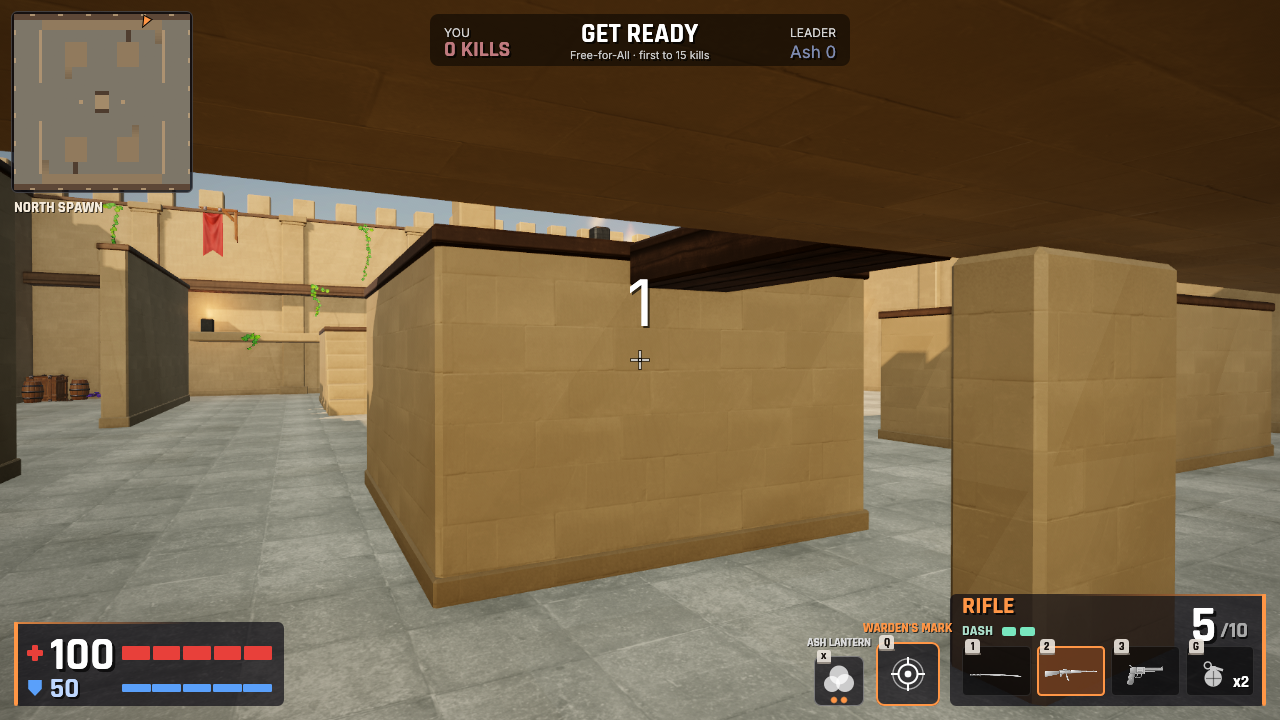 YOU
0 KILLS
GET READY
Free-for-All · first to 15 kills
LEADER
Ash 0
NORTH SPAWN
1
100
50
ASH LANTERN
X
WARDEN'S MARK
Q
RIFLE
DASH
5/10
1
2
3
G
x2